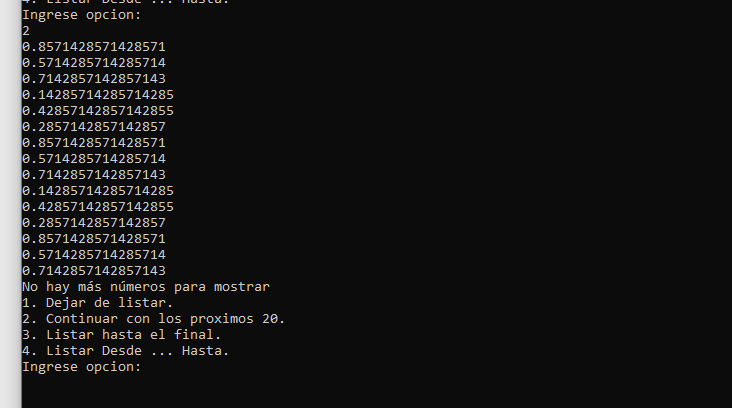 4. Listar Desde ... Hasta.
Ingrese opcion:
2
0.8571428571428571
0.5714285714285714
0.7142857142857143
0.14285714285714285
0.42857142857142855
0.2857142857142857
0.8571428571428571
0.5714285714285714
0.7142857142857143
0.14285714285714285
0.42857142857142855
0.2857142857142857
0.8571428571428571
0.5714285714285714
0.7142857142857143
No hay más números para mostrar
1. Dejar de listar.
2. Continuar con los proximos 20.
3. Listar hasta el final.
4. Listar Desde ... Hasta.
Ingrese opcion: